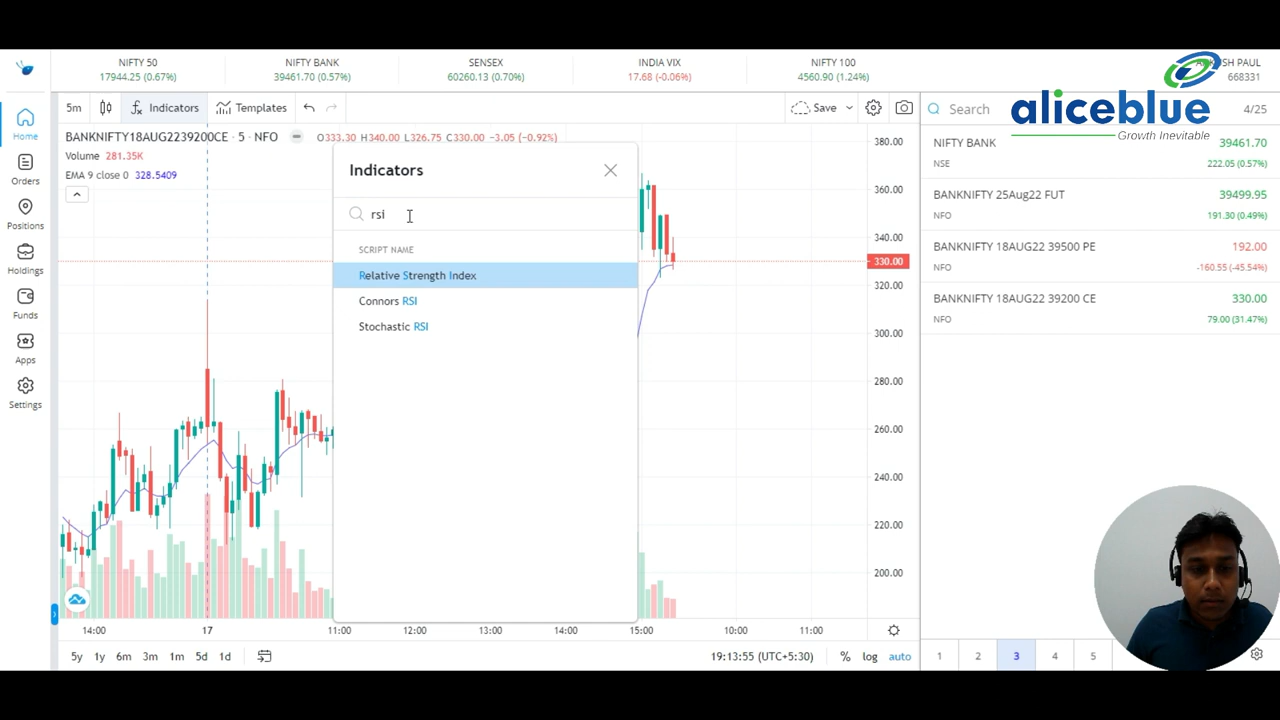 NIFTY 50
17944.25 (0.67%)
NIFTY BANK
39461.70 (0.57%)
SENSEX
60260.13 (0.70%)
INDIA VIX
17.68 (-0.06%)
NIFTY 100
4560.90 (1.24%)
SH PAUL
668331
aliceblue
Growth Inevitable
5m
Indicators
Templates
Save
Search
4/25
Home
Orders
Positions
Holdings
Funds
Apps
Settings
BANKNIFTY18AUG2239200CE · 5 · NFO
O333.30 H340.00 L326.75 C330.00 −3.05 (−0.92%)
Volume 281.35K
EMA 9 close 0 328.5409
Indicators
rsi
SCRIPT NAME
Relative Strength Index
Connors RSI
Stochastic RSI
380.00
360.00
340.00
330.00
320.00
300.00
280.00
260.00
240.00
220.00
200.00
14:00
17
11:00
12:00
13:00
14:00
15:00
10:00
11:00
5y
1y
6m
3m
1m
5d
1d
19:13:55 (UTC+5:30)
%
log
auto
NIFTY BANK
39461.70
NSE
222.05 (0.57%)
BANKNIFTY 25Aug22 FUT
39499.95
NFO
191.30 (0.49%)
BANKNIFTY 18AUG22 39500 PE
192.00
NFO
-160.55 (-45.54%)
BANKNIFTY 18AUG22 39200 CE
330.00
NFO
79.00 (31.47%)
1
2
3
4
5